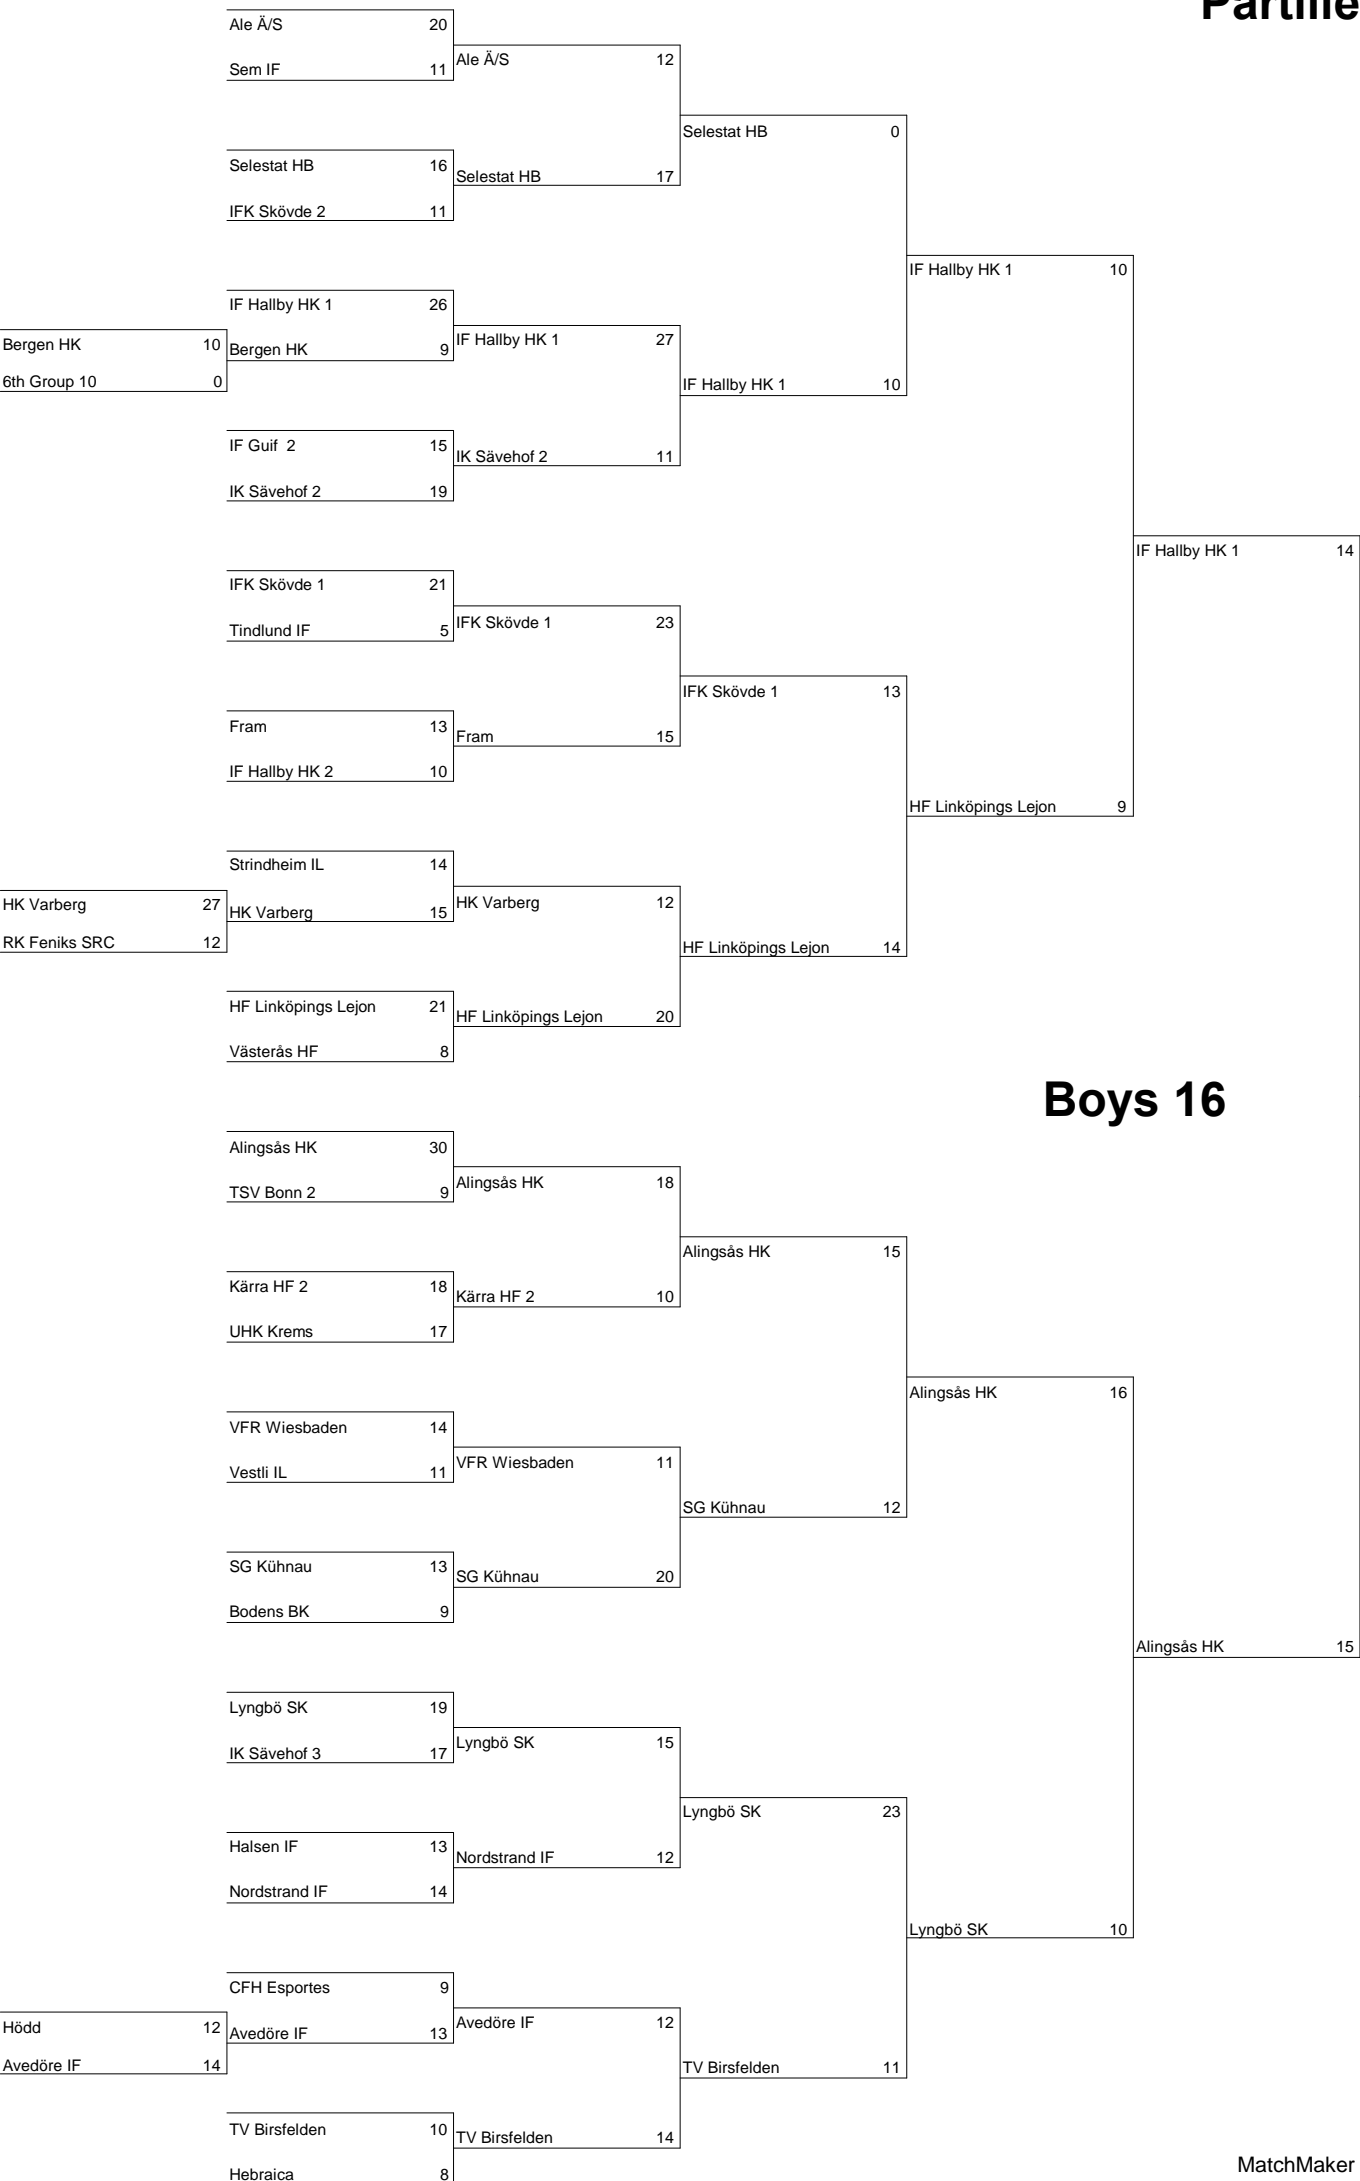 Ale Ä/S 20
Sem IF 11
Ale Ä/S 12
Selestat HB 0
Selestat HB 16
Selestat HB 17
IFK Skövde 2 11
IF Hallby HK 1 10
IF Hallby HK 1 26
IF Hallby HK 1 27
Bergen HK 10
Bergen HK 9
6th Group 10 0
IF Hallby HK 1 10
IF Guif 2 15
IK Sävehof 2 11
IK Sävehof 2 19
IF Hallby HK 1 14
IFK Skövde 1 21
IFK Skövde 1 23
Tindlund IF 5
IFK Skövde 1 13
Fram 13
Fram 15
IF Hallby HK 2 10
HF Linköpings Lejon 9
Strindheim IL 14
HK Varberg 27
HK Varberg 15
HK Varberg 12
RK Feniks SRC 12
HF Linköpings Lejon 14
HF Linköpings Lejon 21
HF Linköpings Lejon 20
Västerås HF 8
Boys 16
Alingsås HK 30
Alingsås HK 18
TSV Bonn 2 9
Alingsås HK 15
Kärra HF 2 18
Kärra HF 2 10
UHK Krems 17
Alingsås HK 16
VFR Wiesbaden 14
VFR Wiesbaden 11
Vestli IL 11
SG Kühnau 12
SG Kühnau 13
SG Kühnau 20
Bodens BK 9
Alingsås HK 15
Lyngbö SK 19
Lyngbö SK 15
IK Sävehof 3 17
Lyngbö SK 23
Halsen IF 13
Nordstrand IF 12
Nordstrand IF 14
Lyngbö SK 10
CFH Esportes 9
Hödd 12
Avedöre IF 13
Avedöre IF 12
Avedöre IF 14
TV Birsfelden 11
TV Birsfelden 10
TV Birsfelden 14
Hebraica 8
MatchMaker